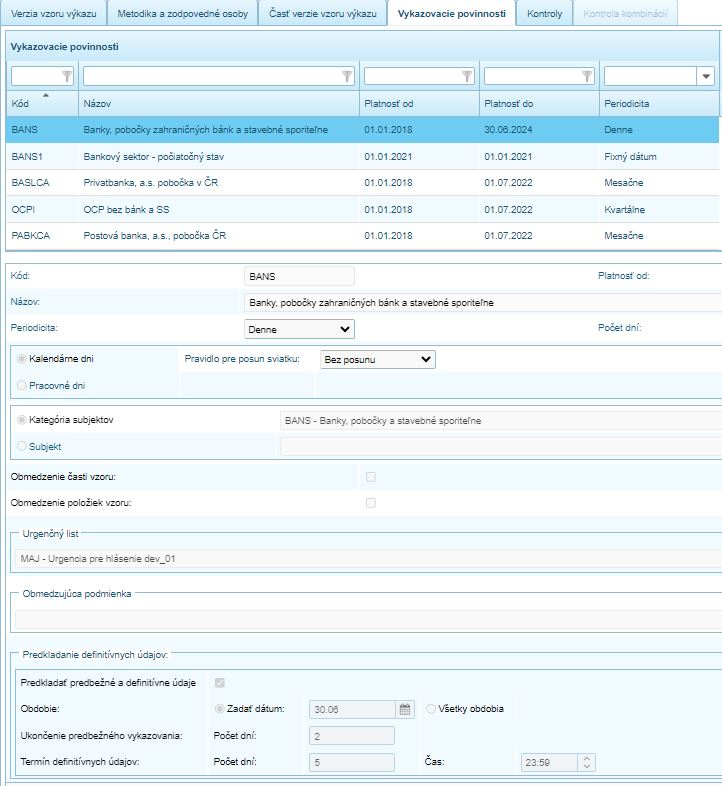 Verzia vzoru výkazu Metodika a zodpovedné osoby Časť verzie vzoru výkazu Vykazovacie povinnosti Kontroly Kontrola kombinácií
Vykazovacie povinnosti
Kód Názov Platnosť od Platnosť do Periodicita
BANS Banky, pobočky zahraničných bánk a stavebné sporiteľne 01.01.2018 30.06.2024 Denne
BANS1 Bankový sektor - počiatočný stav 01.01.2021 01.01.2021 Fixný dátum
BASLCA Privatbanka, a.s. pobočka v ČR 01.01.2018 01.07.2022 Mesačne
OCPI OCP bez bánk a SS 01.01.2018 01.07.2022 Kvartálne
PABKCA Postová banka, a.s., pobočka ČR 01.01.2018 01.07.2022 Mesačne
Kód: BANS Platnosť od:
Názov: Banky, pobočky zahraničných bánk a stavebné sporiteľne
Periodicita: Denne Počet dní:
Kalendárne dni Pravidlo pre posun sviatku: Bez posunu
Pracovné dni
Kategória subjektov BANS - Banky, pobočky a stavebné sporiteľne
Subjekt
Obmedzenie časti vzoru:
Obmedzenie položiek vzoru:
Urgenčný list
MAJ - Urgencia pre hlásenie dev_01
Obmedzujúca podmienka
Predkladanie definitívnych údajov:
Predkladať predbežné a definitívne údaje
Obdobie: Zadať dátum: 30.06 Všetky obdobia
Ukončenie predbežného vykazovania: Počet dní: 2
Termín definitívnych údajov: Počet dní: 5 Čas: 23:59